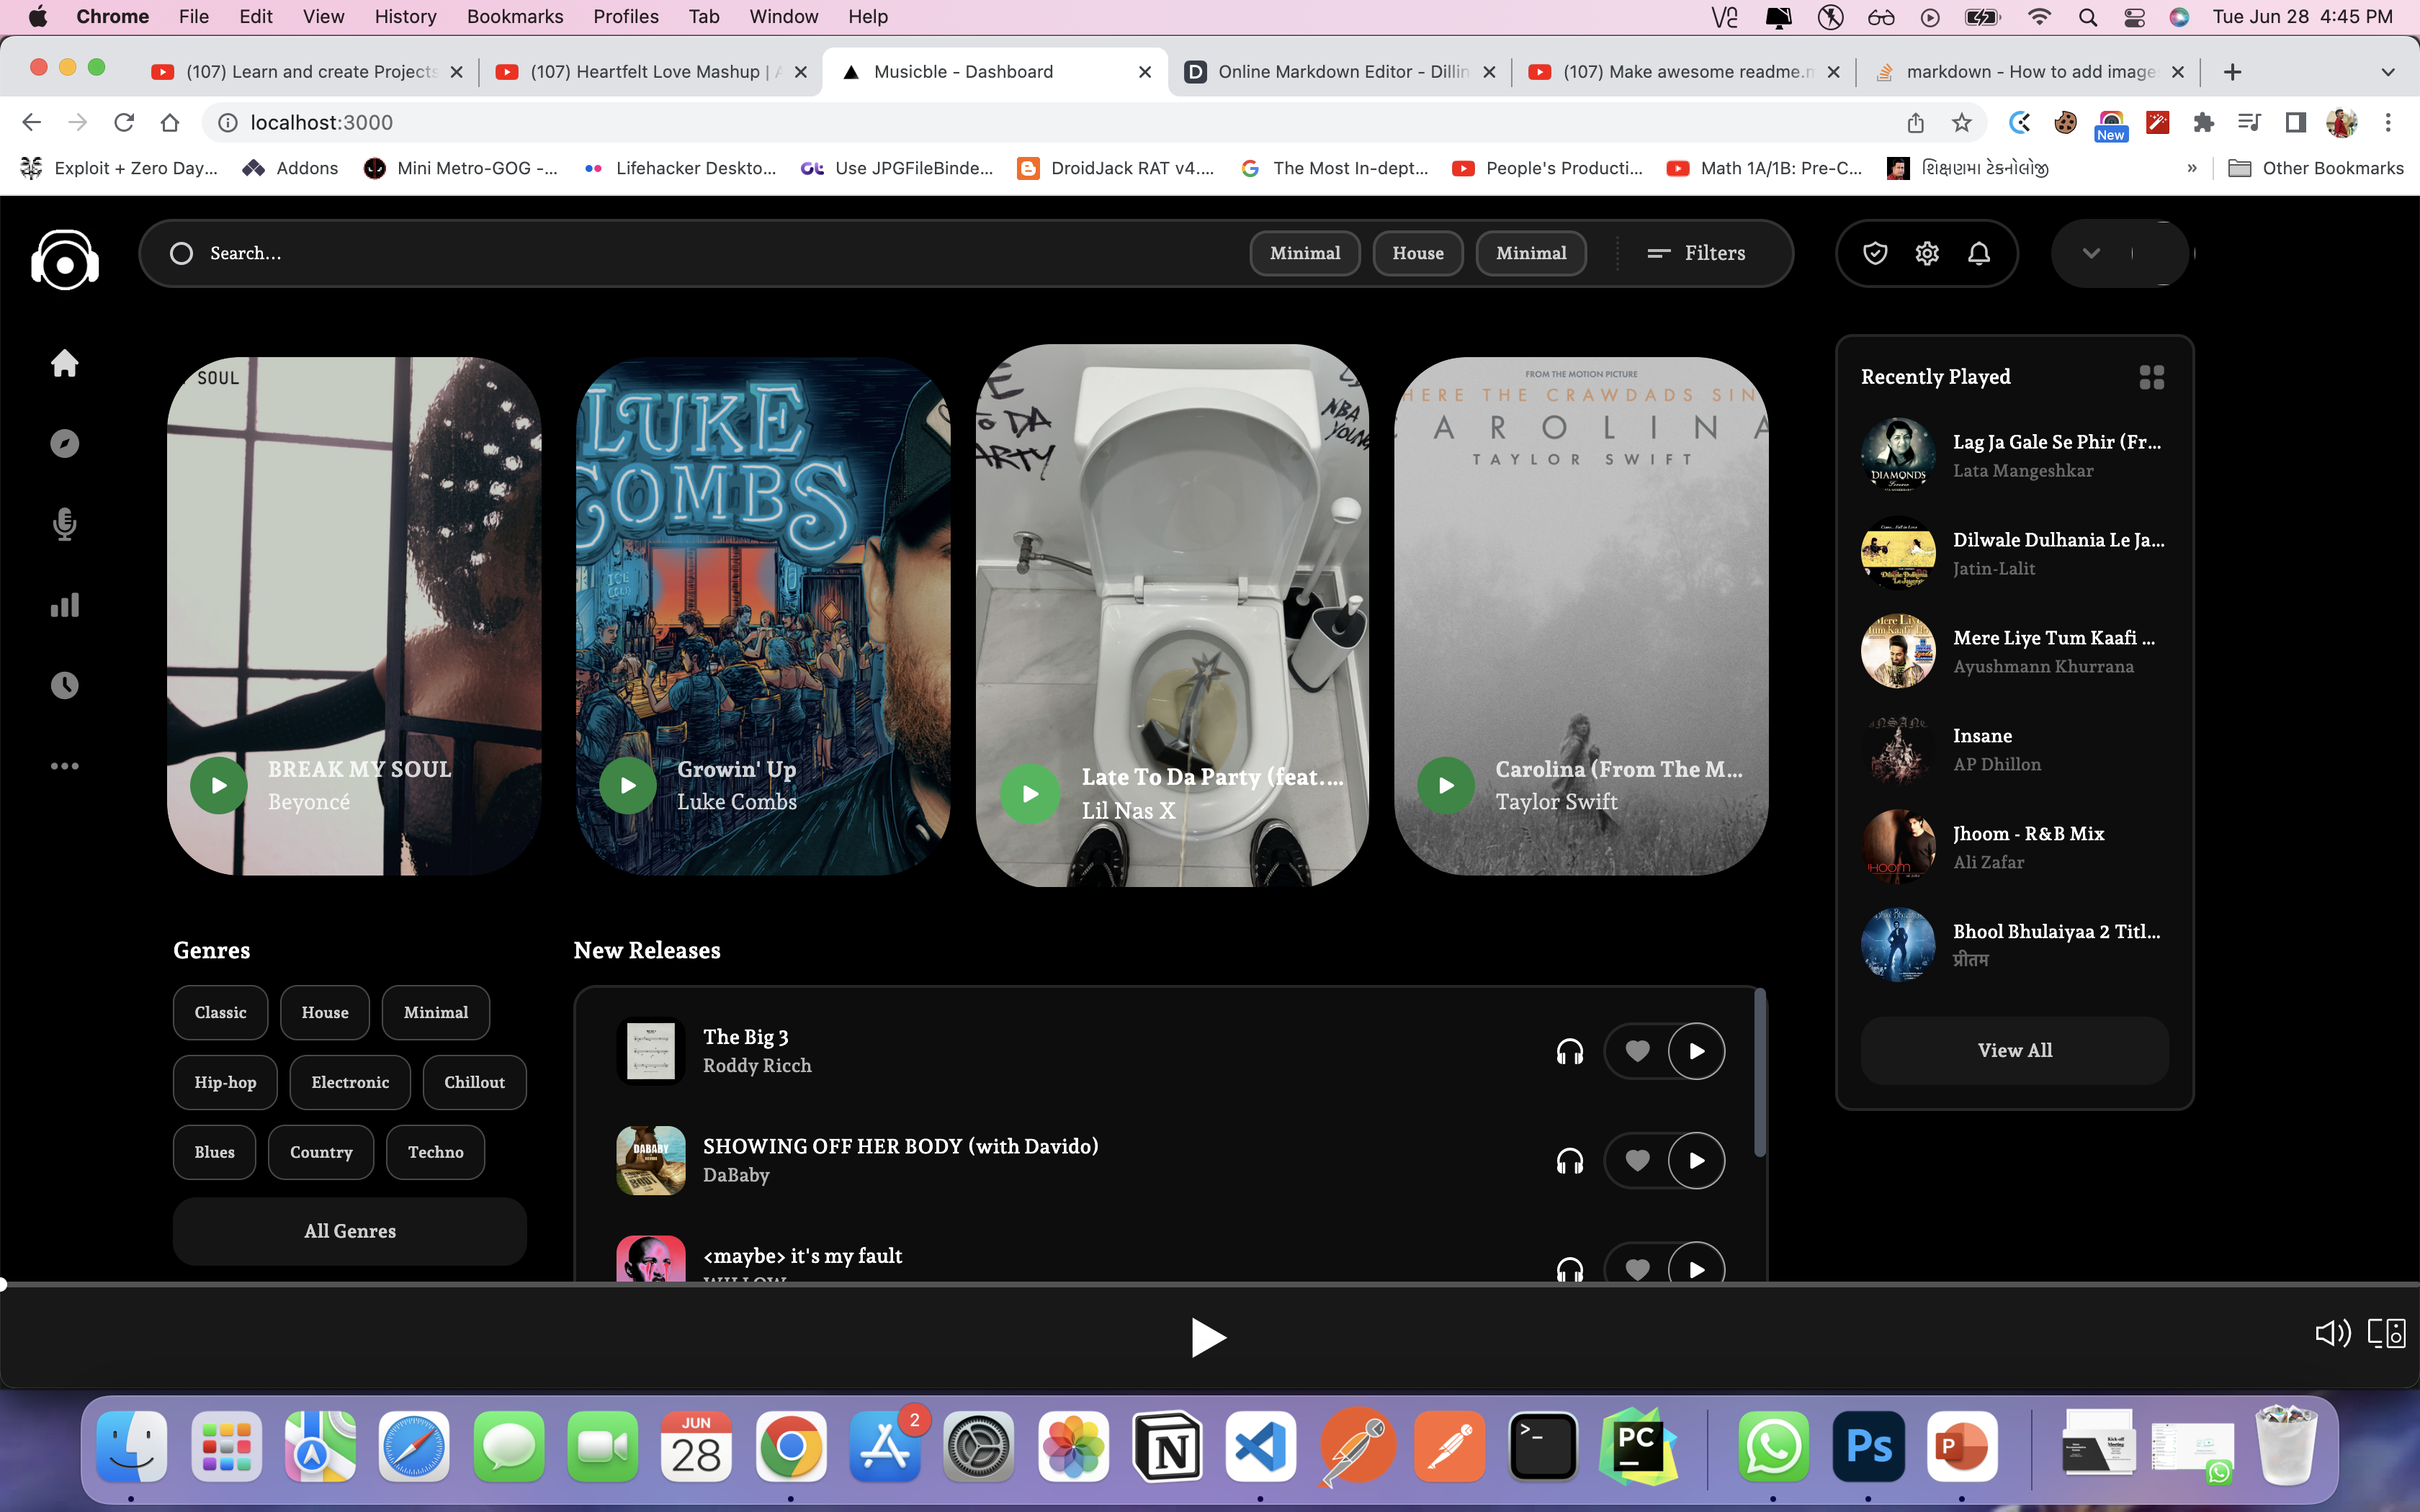 Chrome File Edit View History Bookmarks Profiles Tab Window Help
Tue Jun 28 4:45 PM
(107) Learn and create Projects
(107) Heartfelt Love Mashup |
Musicble - Dashboard
Online Markdown Editor - Dillin
(107) Make awesome readme.m
markdown - How to add image
localhost:3000
New
Exploit + Zero Day...
Addons
Mini Metro-GOG -...
Lifehacker Deskto...
Use JPGFileBinde...
DroidJack RAT v4....
The Most In-dept...
People's Producti...
Math 1A/1B: Pre-C...
શિક્ષણમા ટેકનોલોજી
»
Other Bookmarks
Search...
Minimal
House
Minimal
Filters
SOUL
BREAK MY SOUL
Beyoncé
LUKE
COMBS
ICE
COLD
Growin' Up
Luke Combs
DA
NBA
Late To Da Party (feat....
Lil Nas X
FROM THE MOTION PICTURE
HERE THE CRAWDADS SIN
CAROLINA
TAYLOR SWIFT
Carolina (From The M...
Taylor Swift
Recently Played
DIAMONDS
Lag Ja Gale Se Phir (Fr...
Lata Mangeshkar
Dilwale Dulhania Le Ja...
Jatin-Lalit
Mere Liye Tum Kaafi ...
Ayushmann Khurrana
Insane
AP Dhillon
Jhoom - R&B Mix
Ali Zafar
Bhool Bhulaiyaa 2 Titl...
प्रीतम
View All
Genres
Classic
House
Minimal
Hip-hop
Electronic
Chillout
Blues
Country
Techno
All Genres
New Releases
The Big 3
Roddy Ricch
DABABY
SHOWING OFF HER BODY (with Davido)
DaBaby
<maybe> it's my fault
WILLOW
JUN
28
2
N
>_
PC
Ps
P